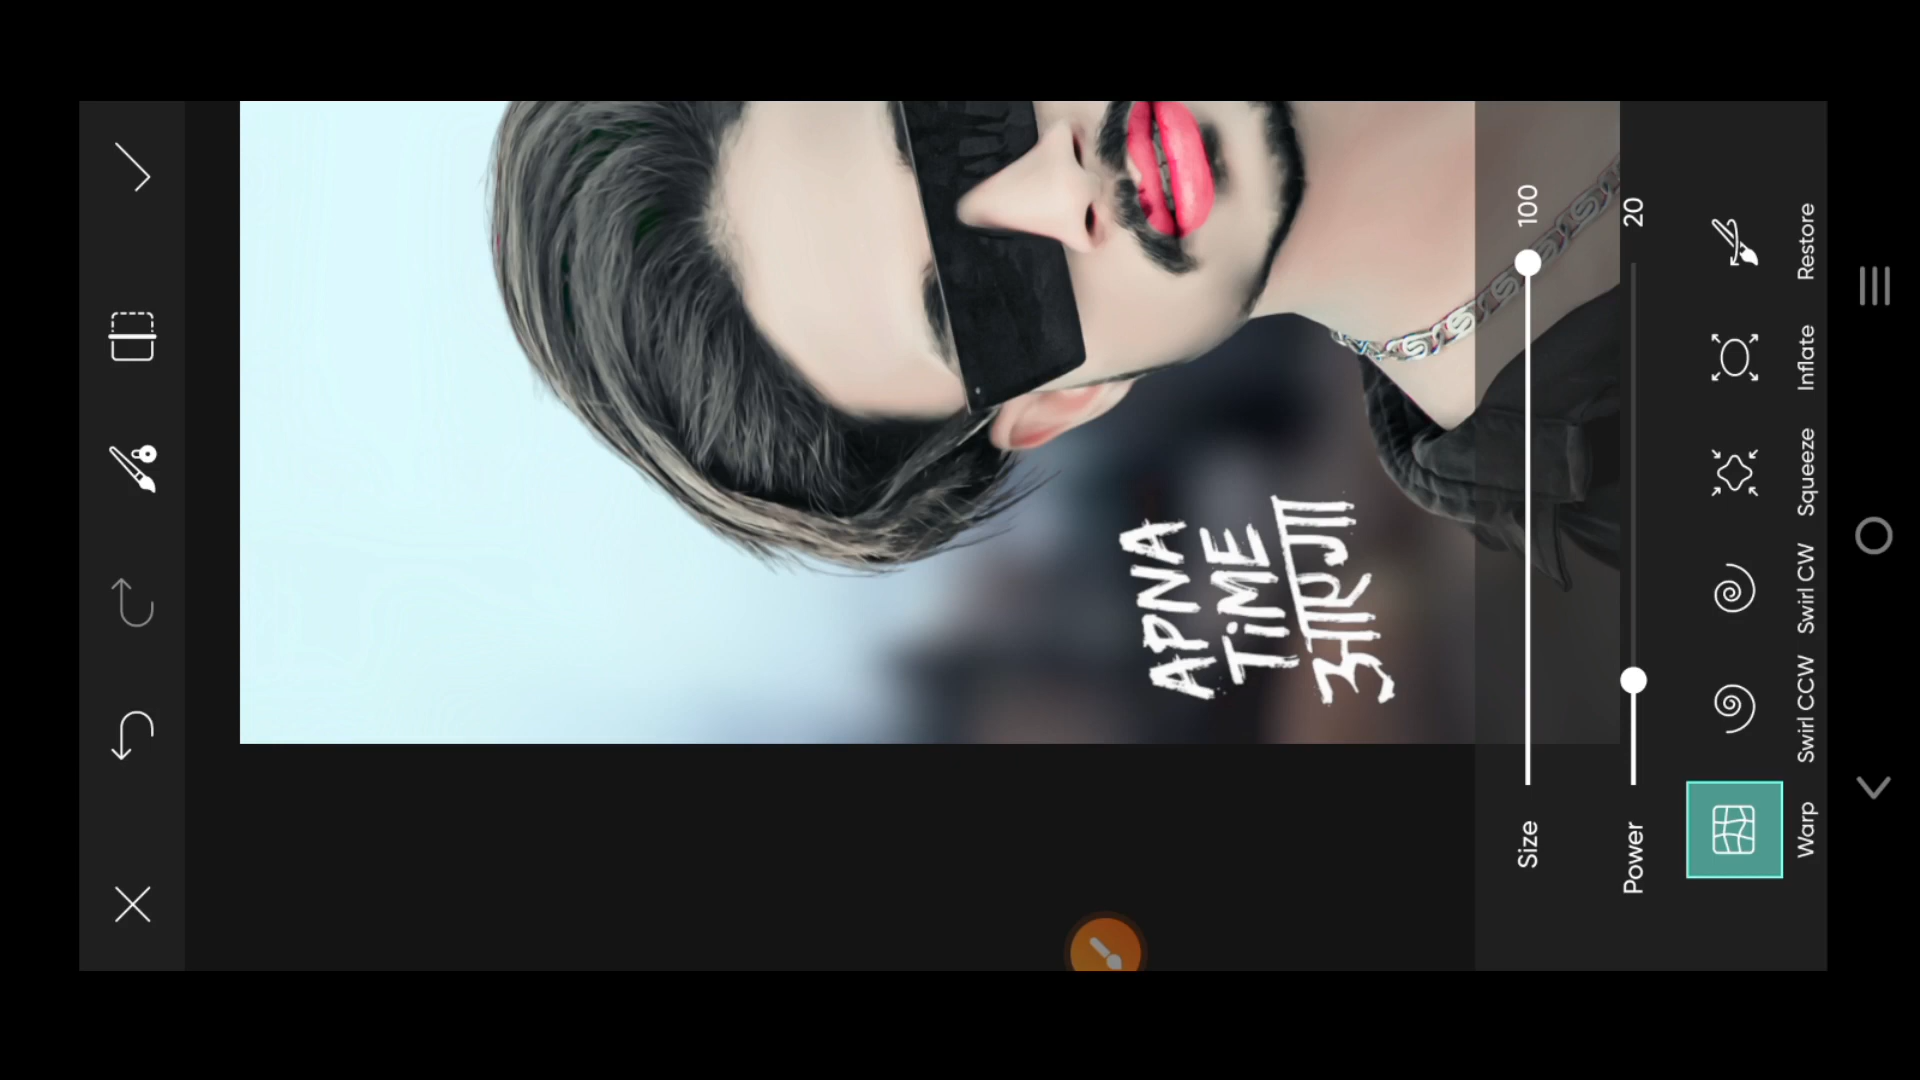 APNA
TiME
आएगा
100
Size
20
Power
Warp
Swirl CCW
Swirl CW
Squeeze
Inflate
Restore